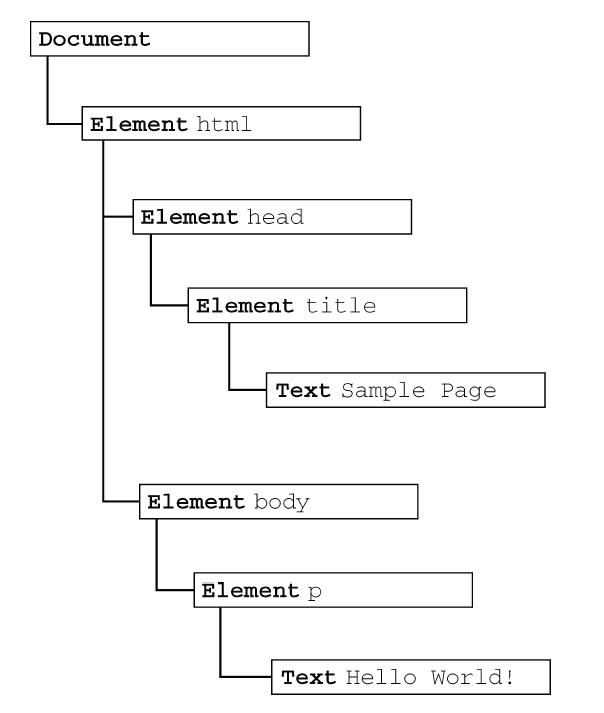 Document
Element html
Element head
Element title
Text Sample Page
Element body
Element p
Text Hello World!